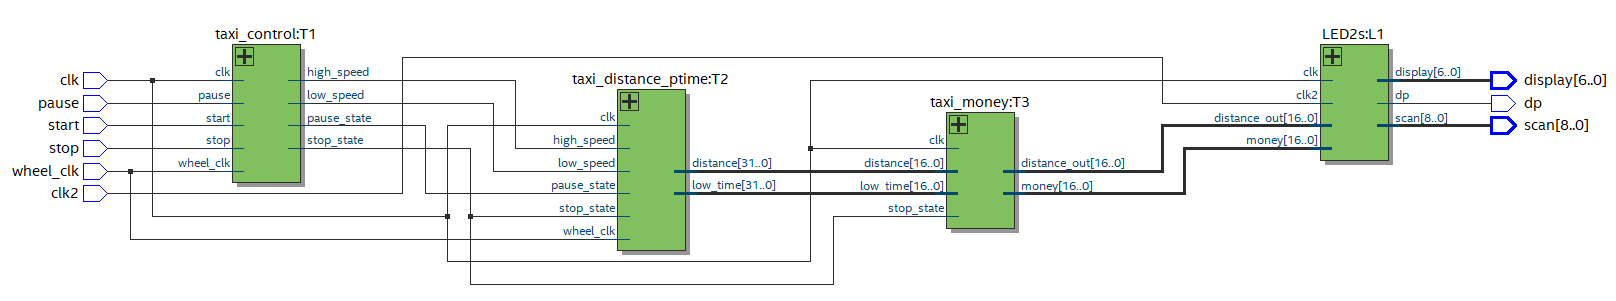 taxi_control:T1
clk
pause
start
stop
wheel_clk
clk2
clk
pause
start
stop
wheel_clk
high_speed
low_speed
pause_state
stop_state
taxi_distance_ptime:T2
clk
high_speed
low_speed
pause_state
stop_state
wheel_clk
distance[31..0]
low_time[31..0]
taxi_money:T3
clk
distance[16..0]
low_time[16..0]
stop_state
distance_out[16..0]
money[16..0]
LED2s:L1
clk
clk2
distance_out[16..0]
money[16..0]
display[6..0]
dp
scan[8..0]
display[6..0]
dp
scan[8..0]